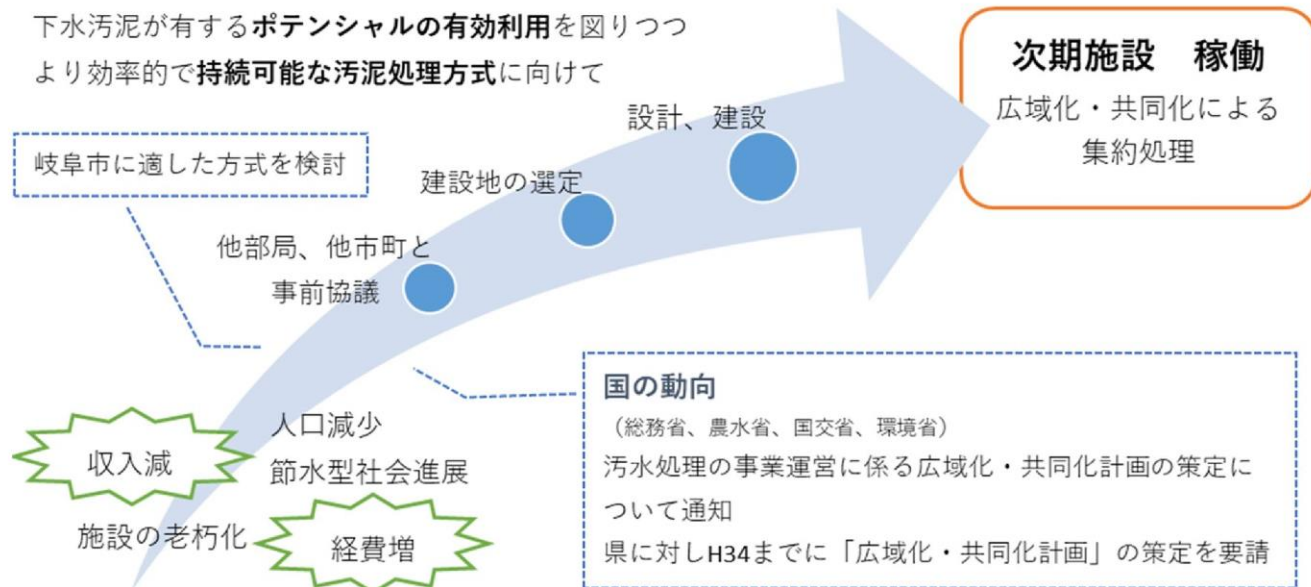 下水汚泥が有するポテンシャルの有効利用を図りつつ
より効率的で持続可能な汚泥処理方式に向けて
次期施設　稼働
広域化・共同化による
集約処理
設計、建設
岐阜市に適した方式を検討
建設地の選定
他部局、他市町と
事前協議
国の動向
（総務省、農水省、国交省、環境省）
汚水処理の事業運営に係る広域化・共同化計画の策定に
ついて通知
県に対しH34までに「広域化・共同化計画」の策定を要請
収入減
人口減少
節水型社会進展
施設の老朽化
経費増